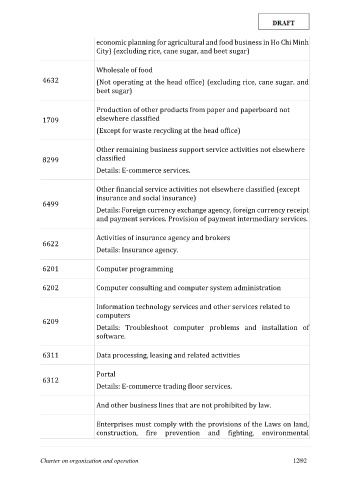 DRAFT
economic planning for agricultural and food business in Ho Chi Minh
City) (excluding rice, cane sugar, and beet sugar)
4632
Wholesale of food
(Not operating at the head office) (excluding rice, cane sugar. and
beet sugar)
1709
Production of other products from paper and paperboard not
elsewhere classified
(Except for waste recycling at the head office)
8299
Other remaining business support service activities not elsewhere
classified
Details: E-commerce services.
6499
Other financial service activities not elsewhere classified (except
insurance and social insurance)
Details: Foreign currency exchange agency, foreign currency receipt
and payment services. Provision of payment intermediary services.
6622
Activities of insurance agency and brokers
Details: Insurance agency.
6201
Computer programming
6202
Computer consulting and computer system administration
6209
Information technology services and other services related to
computers
Details: Troubleshoot computer problems and installation of
software.
6311
Data processing, leasing and related activities
6312
Portal
Details: E-commerce trading floor services.
And other business lines that are not prohibited by law.
Enterprises must comply with the provisions of the Laws on land,
construction, fire prevention and fighting, environmental
Charter on organization and operation